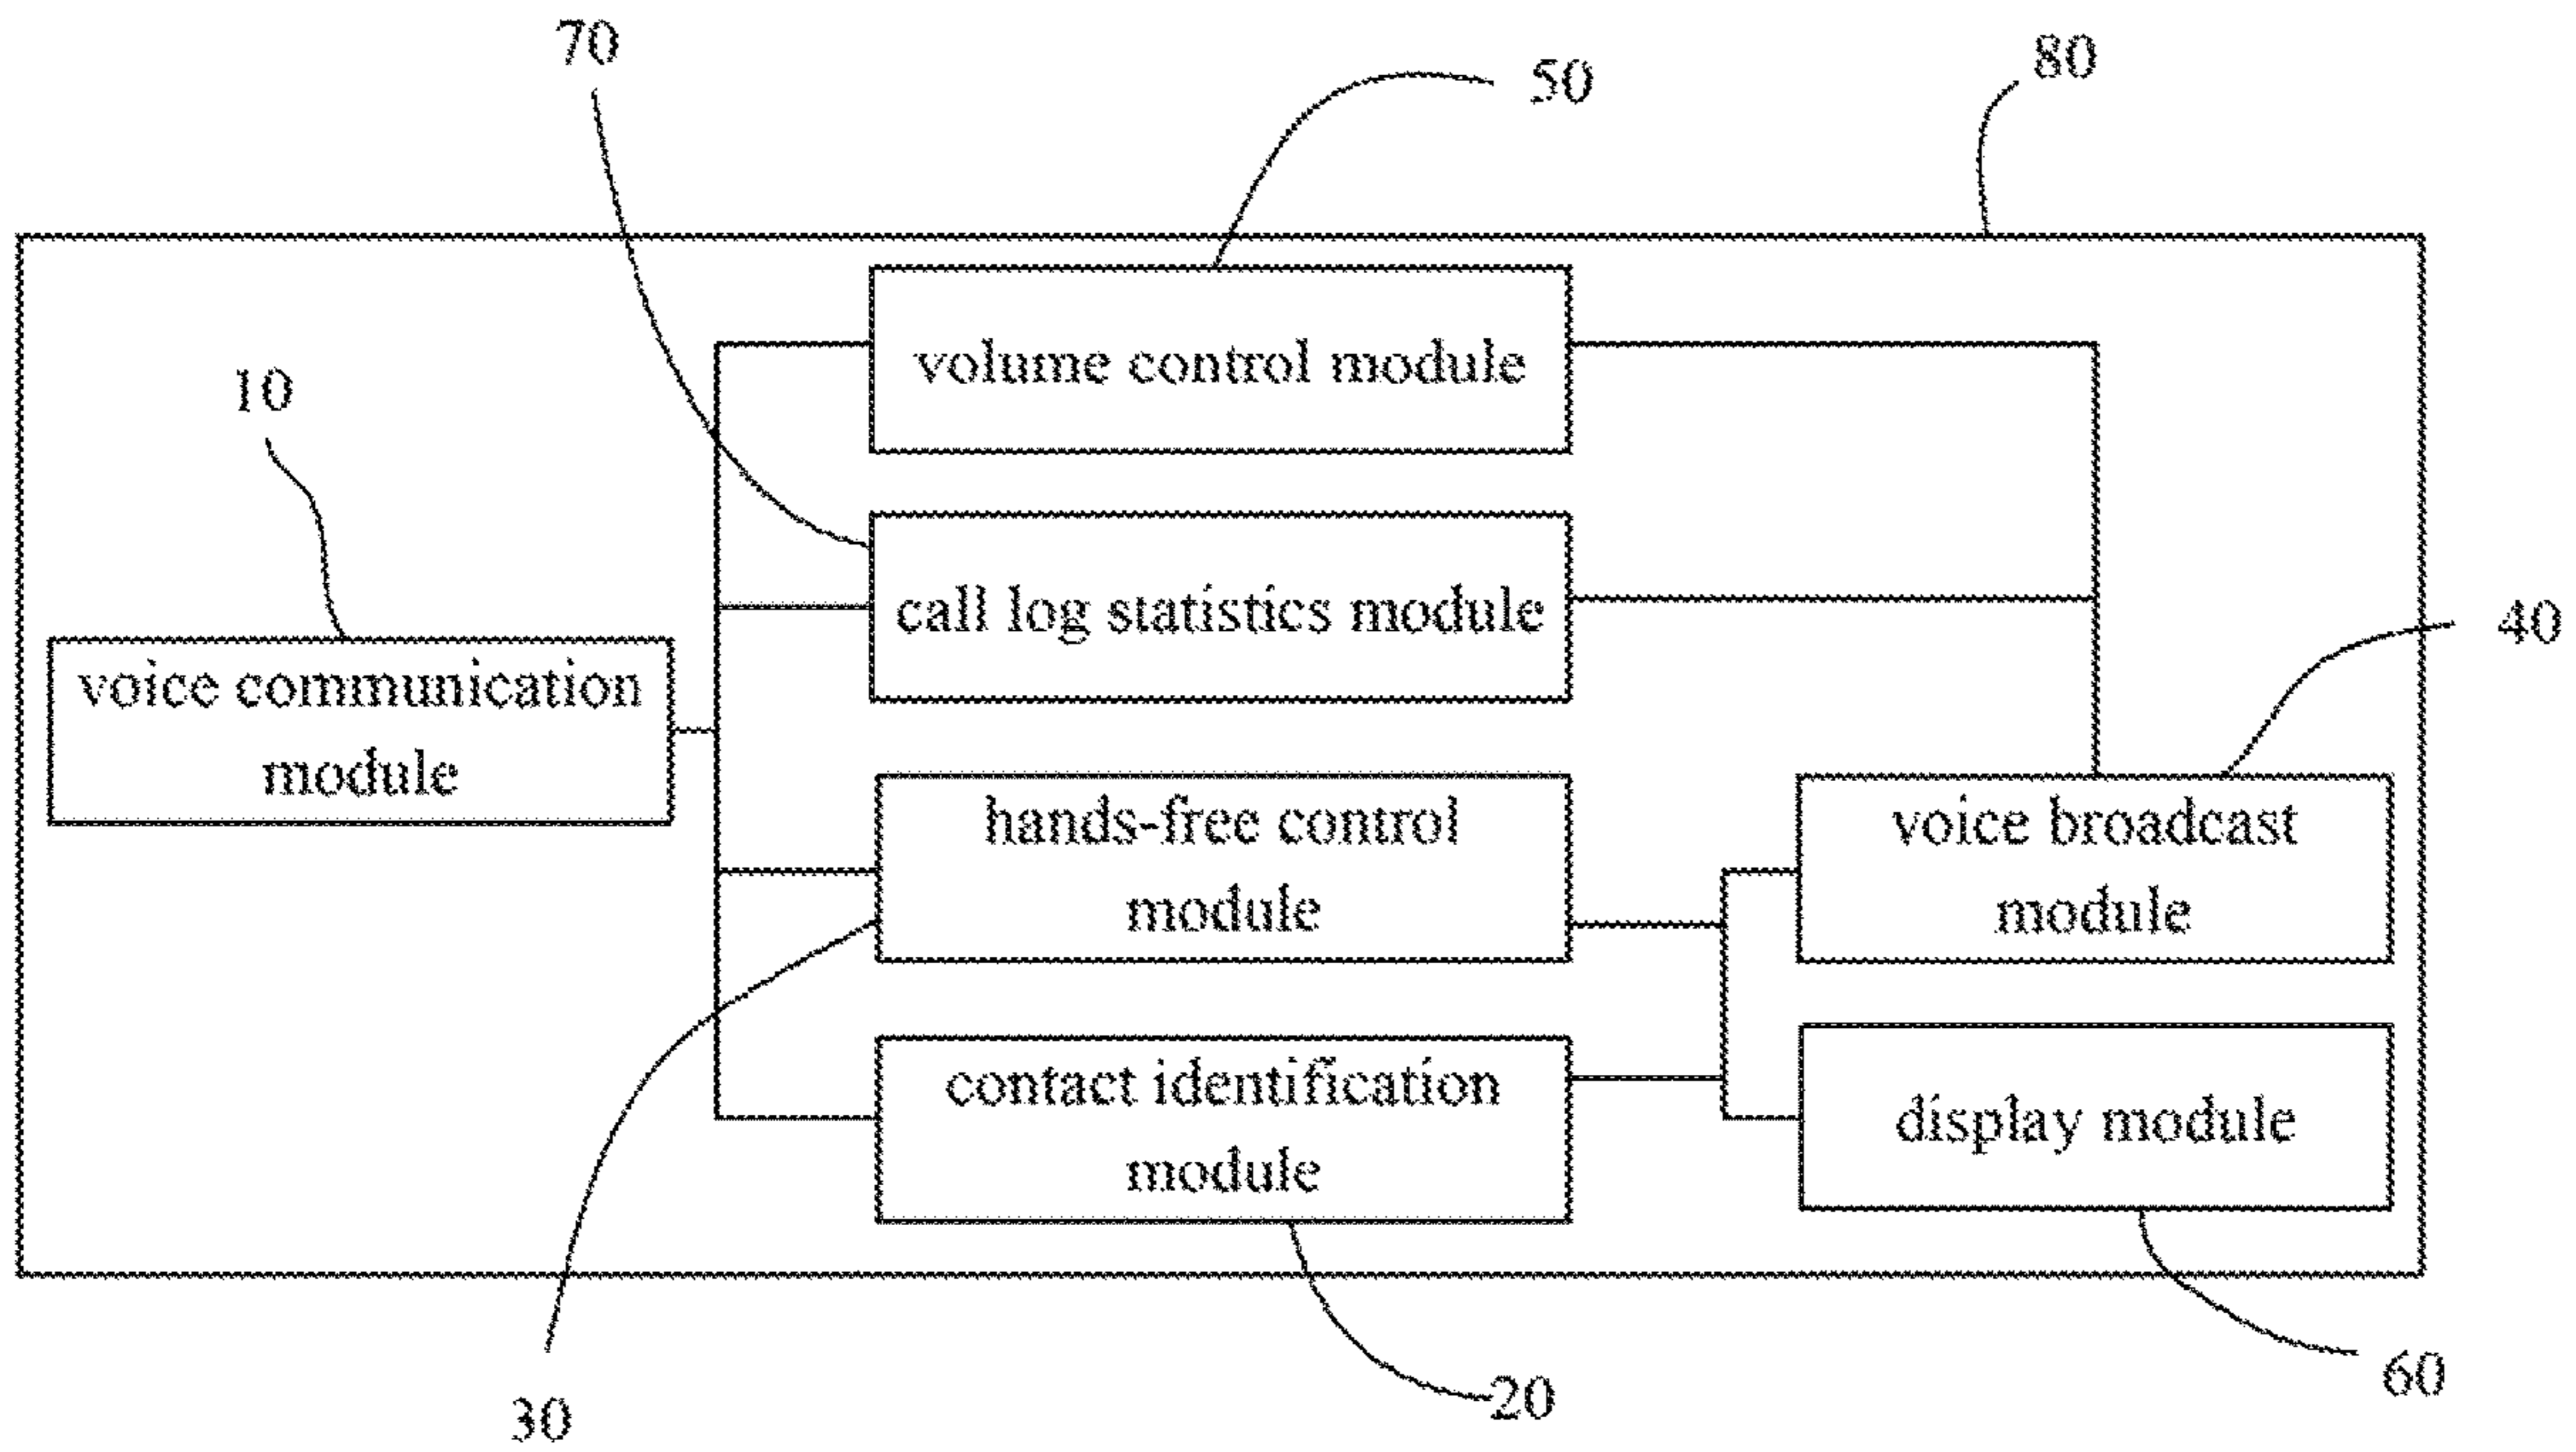 70
50
80
10
volume control module
call log statistics module
40
voice communication
module
hands-free control
module
voice broadcast
module
contact identification
module
display module
30
20
60